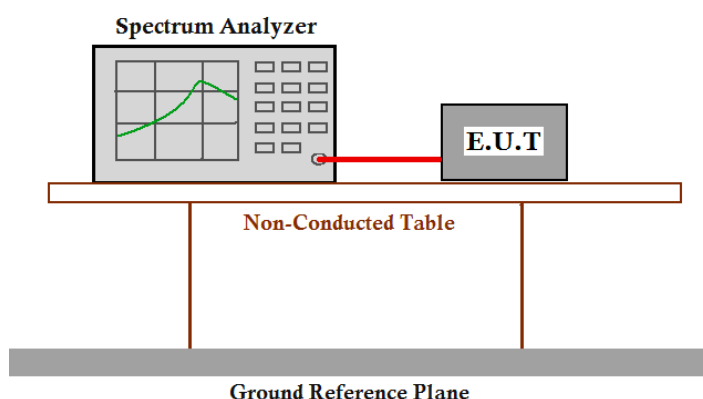 Spectrum Analyzer
E.U.T
Non-Conducted Table
Ground Reference Plane